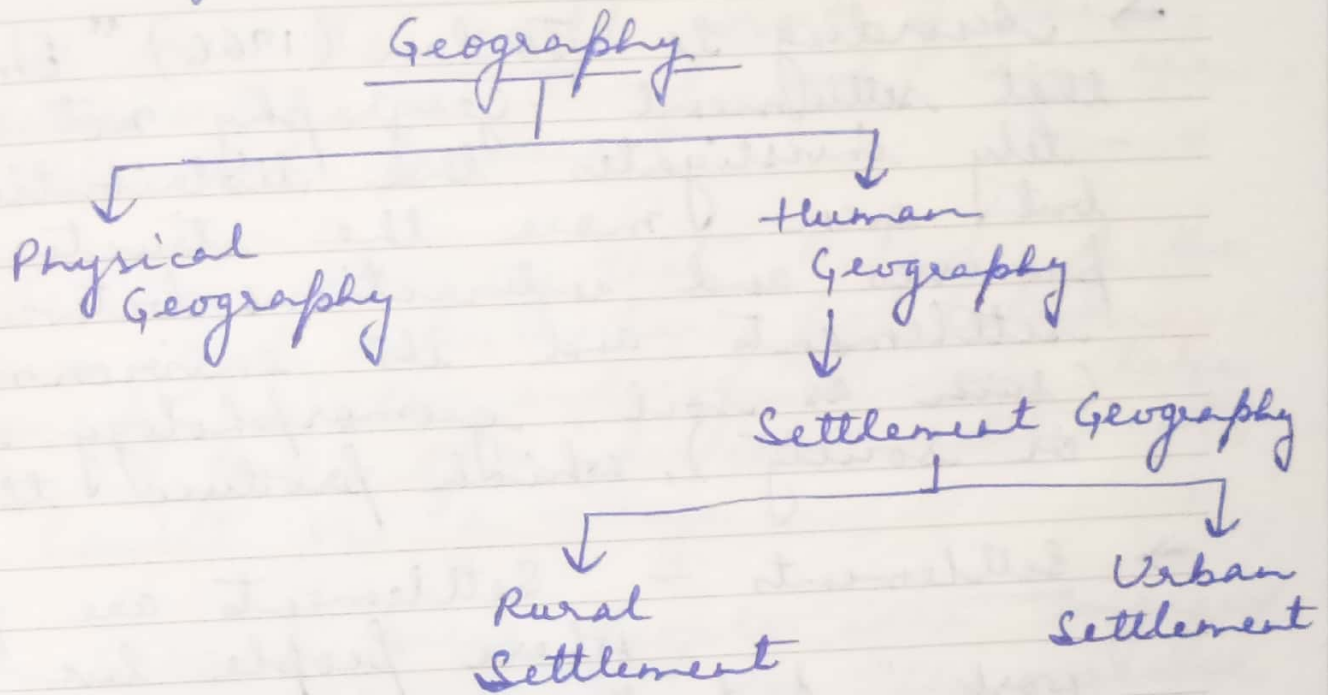 Geography
Physical
Geography
Human
Geography
Settlement Geography
Rural
Settlement
Urban
Settlement